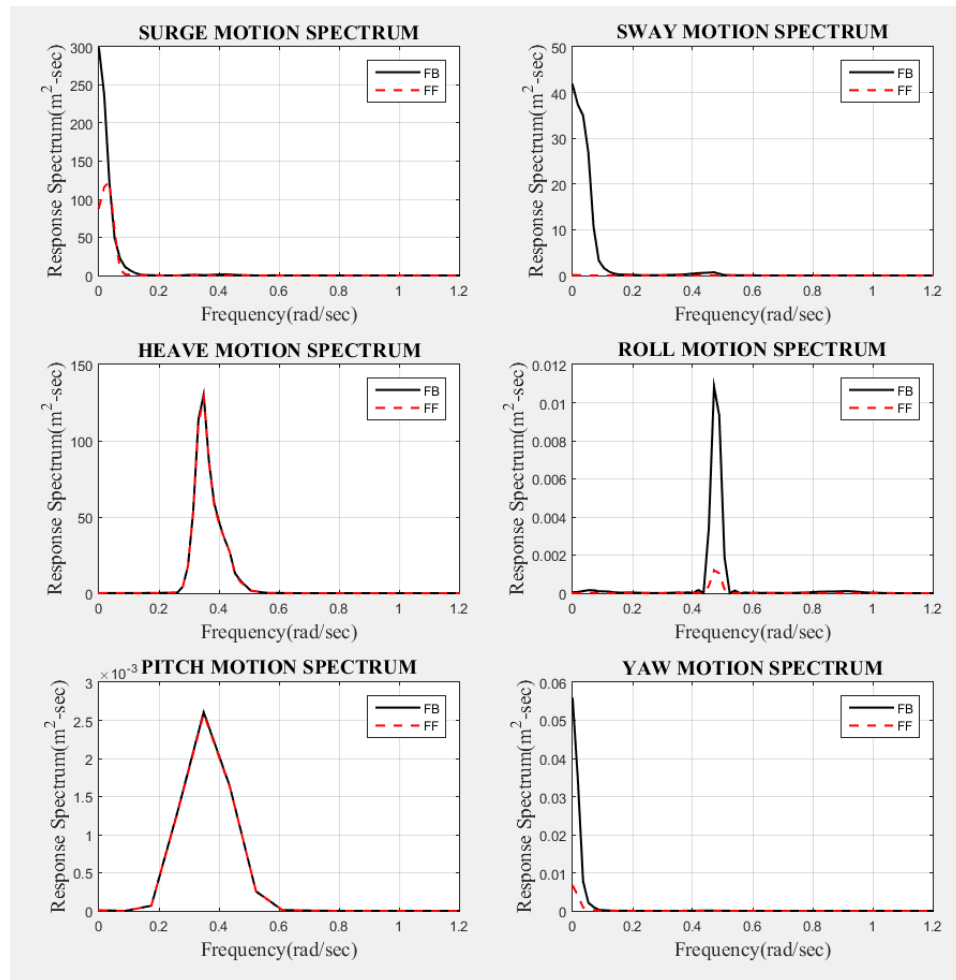 SURGE MOTION SPECTRUM
300
250
200
150
100
50
0
0 0.2 0.4 0.6 0.8 1 1.2
Response Spectrum(m²-sec)
Frequency(rad/sec)
FB
FF
SWAY MOTION SPECTRUM
50
40
30
20
10
0
0 0.2 0.4 0.6 0.8 1 1.2
Response Spectrum(m²-sec)
Frequency(rad/sec)
FB
FF
HEAVE MOTION SPECTRUM
150
100
50
0
0 0.2 0.4 0.6 0.8 1 1.2
Response Spectrum(m²-sec)
Frequency(rad/sec)
FB
FF
ROLL MOTION SPECTRUM
0.012
0.01
0.008
0.006
0.004
0.002
0
0 0.2 0.4 0.6 0.8 1 1.2
Response Spectrum(m²-sec)
Frequency(rad/sec)
FB
FF
PITCH MOTION SPECTRUM
×10⁻³
3
2.5
2
1.5
1
0.5
0
0 0.2 0.4 0.6 0.8 1 1.2
Response Spectrum(m²-sec)
Frequency(rad/sec)
FB
FF
YAW MOTION SPECTRUM
0.06
0.05
0.04
0.03
0.02
0.01
0
0 0.2 0.4 0.6 0.8 1 1.2
Response Spectrum(m²-sec)
Frequency(rad/sec)
FB
FF